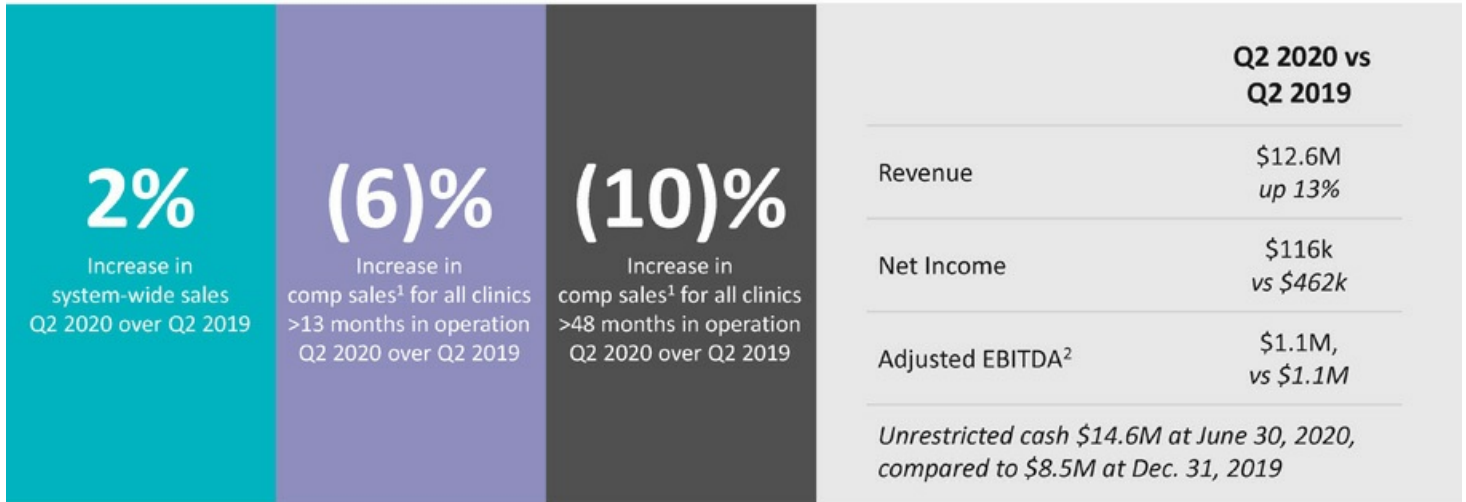 2%
Increase in
system-wide sales
Q2 2020 over Q2 2019
(6)%
Increase in
comp sales¹ for all clinics
>13 months in operation
Q2 2020 over Q2 2019
(10)%
Increase in
comp sales¹ for all clinics
>48 months in operation
Q2 2020 over Q2 2019
Q2 2020 vs
Q2 2019
Revenue
$12.6M
up 13%
Net Income
$116k
vs $462k
Adjusted EBITDA²
$1.1M,
vs $1.1M
Unrestricted cash $14.6M at June 30, 2020,
compared to $8.5M at Dec. 31, 2019